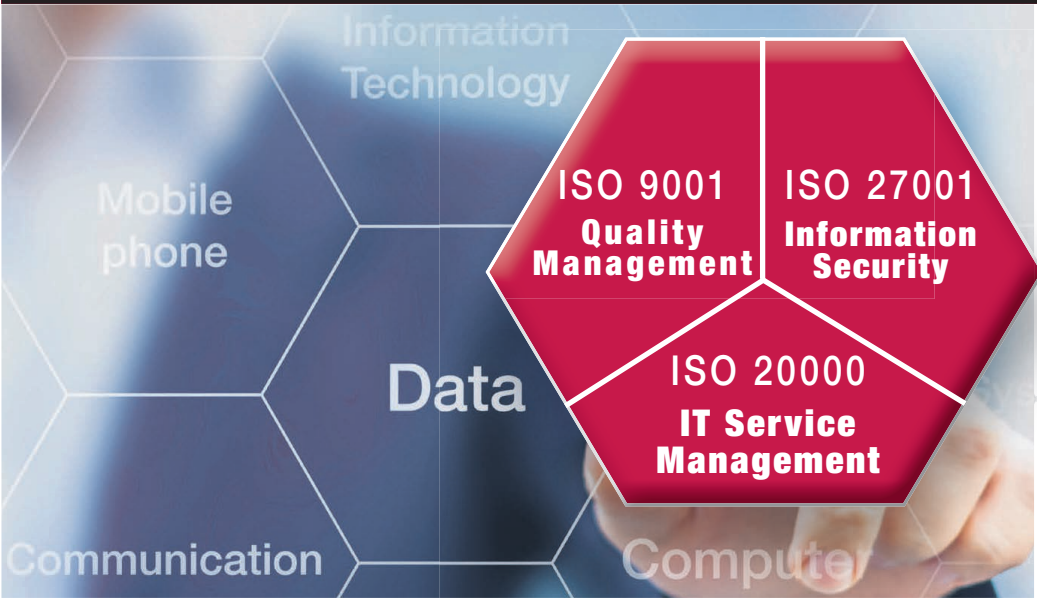 Information
Technology
Mobile
phone
Data
Communication
Computer
ISO 9001
Quality
Management
ISO 27001
Information
Security
ISO 20000
IT Service
Management